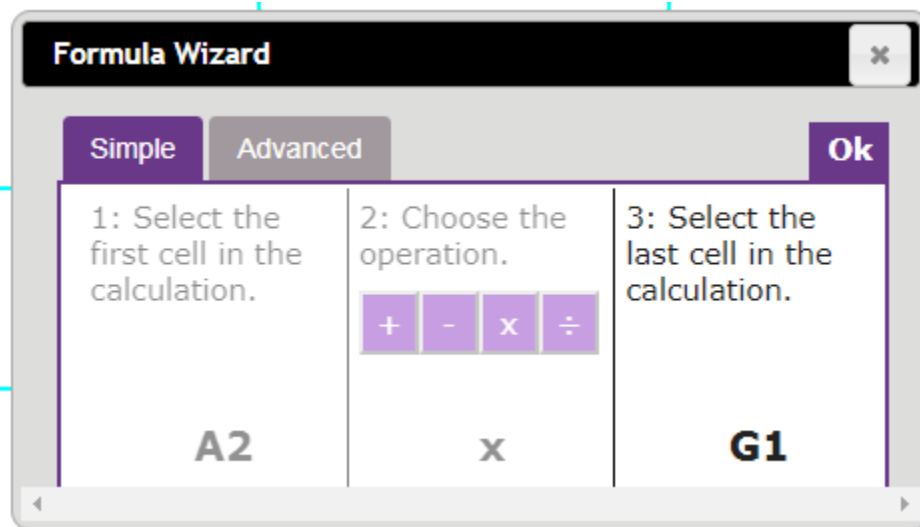 Formula Wizard
×
Simple
Advanced
Ok
1: Select the
first cell in the
calculation.
A2
2: Choose the
operation.
+ - x ÷
x
3: Select the
last cell in the
calculation.
G1